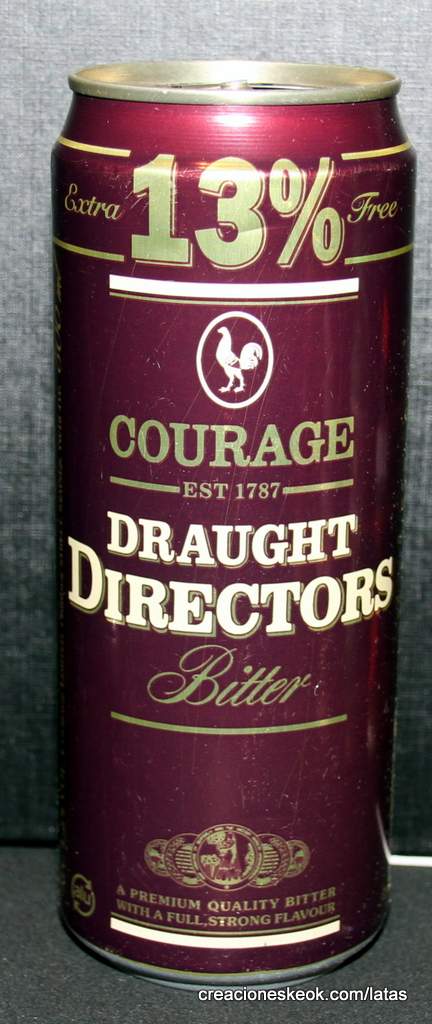 Extra 13% Free
COURAGE
EST 1787
DRAUGHT
DIRECTORS
Bitter
A PREMIUM QUALITY BITTER
WITH A FULL, STRONG FLAVOUR
creacioneskeok.com/latas